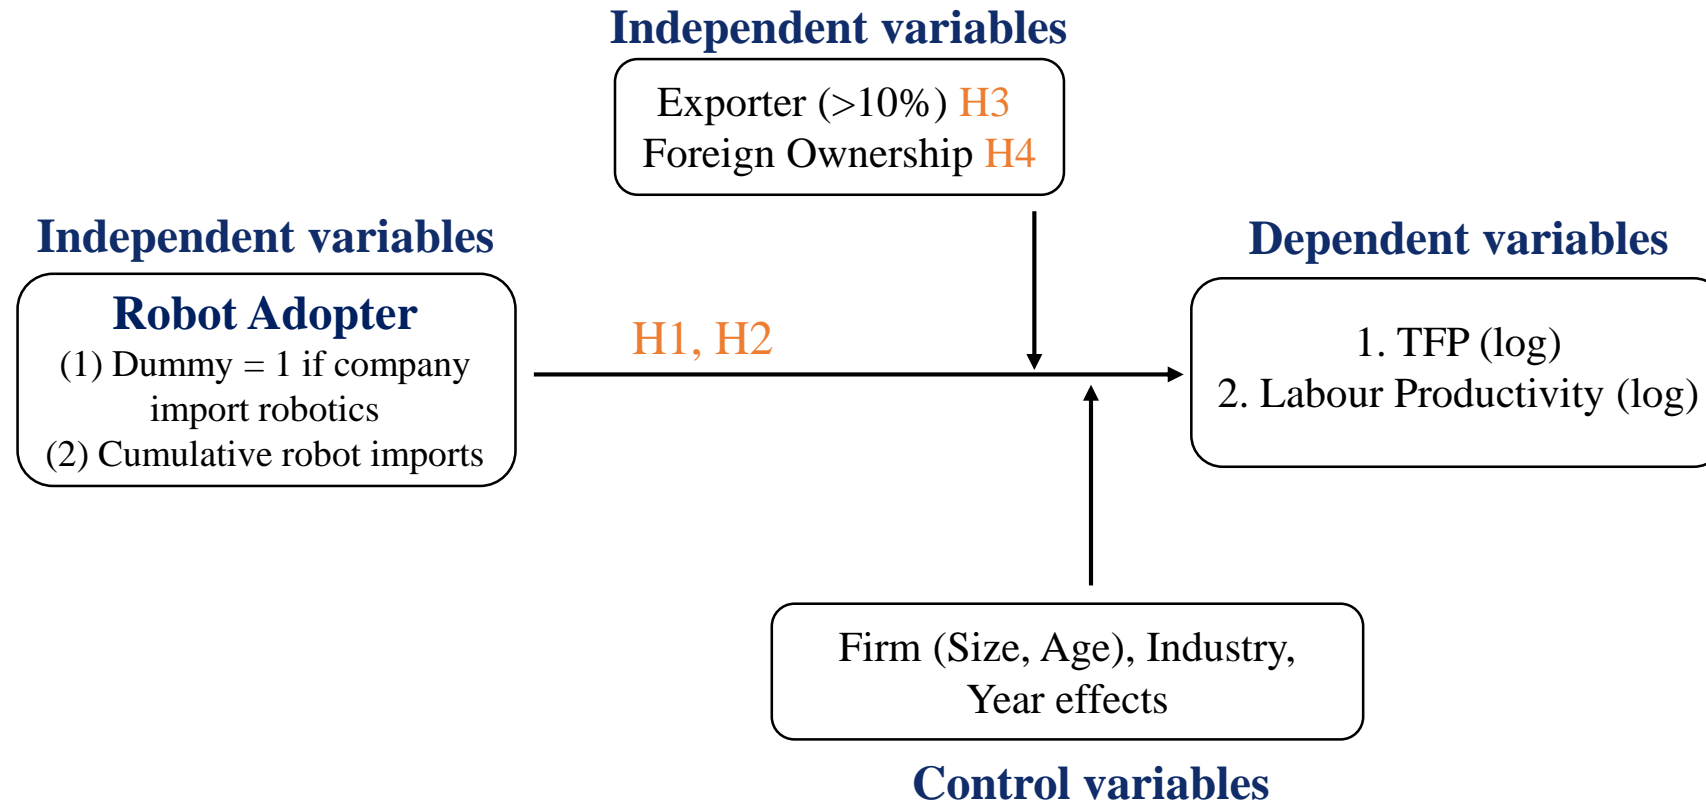 Independent variables
Exporter (>10%) H3
Foreign Ownership H4
Independent variables
Robot Adopter
(1) Dummy = 1 if company
import robotics
(2) Cumulative robot imports
H1, H2
Dependent variables
1. TFP (log)
2. Labour Productivity (log)
Firm (Size, Age), Industry,
Year effects
Control variables